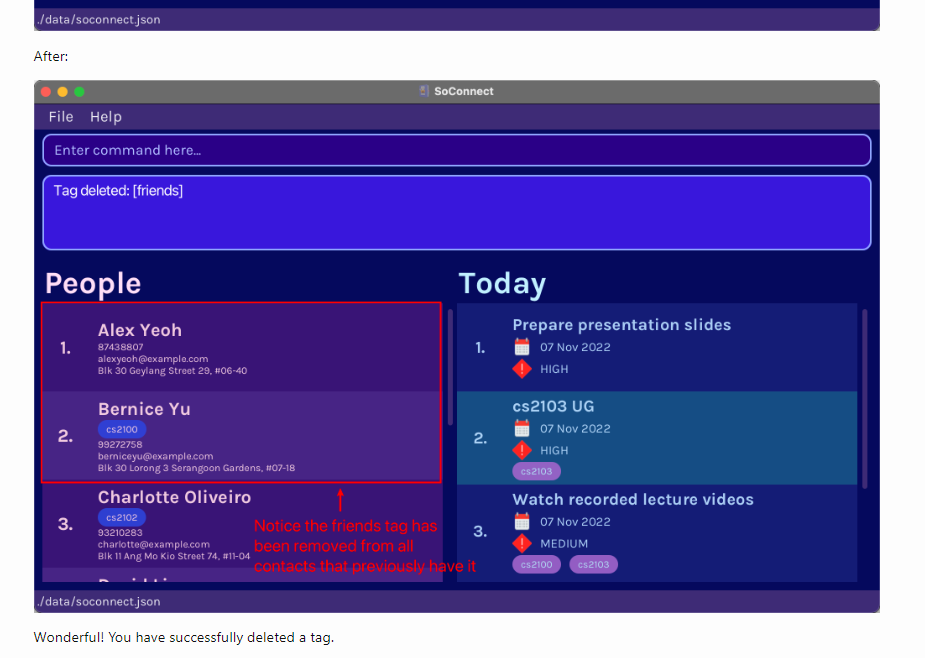 ./data/soconnect.json
After:
SoConnect
File Help
Enter command here...
Tag deleted: [friends]
People
1.
Alex Yeoh
87438807
alexyeoh@example.com
Blk 30 Geylang Street 29, #06-40
2.
Bernice Yu
cs2100
99272758
berniceyu@example.com
Blk 30 Lorong 3 Serangoon Gardens, #07-18
3.
Charlotte Oliveiro
cs2102
93210283
charlotte@example.com
Blk 11 Ang Mo Kio Street 74, #11-04
Notice the friends tag has
been removed from all
contacts that previously have it
Today
1.
Prepare presentation slides
07 Nov 2022
HIGH
2.
cs2103 UG
07 Nov 2022
HIGH
cs2103
3.
Watch recorded lecture videos
07 Nov 2022
MEDIUM
cs2100 cs2103
./data/soconnect.json
Wonderful! You have successfully deleted a tag.